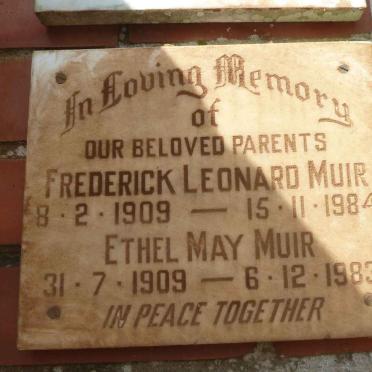 In Loving Memory
of
OUR BELOVED PARENTS
FREDERICK LEONARD MUIR
8 · 2 · 1909 — 15 · 11 · 1984
ETHEL MAY MUIR
31 · 7 · 1909 — 6 · 12 · 1983
IN PEACE TOGETHER